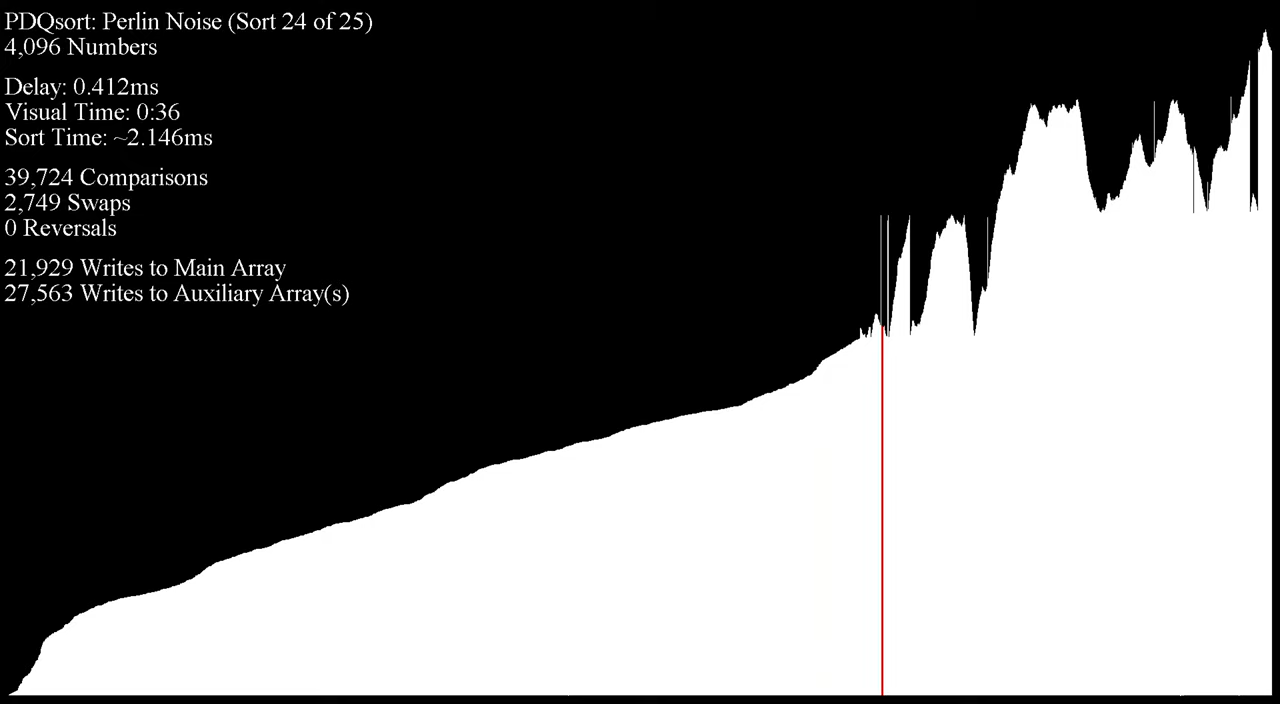 PDQsort: Perlin Noise (Sort 24 of 25)
4,096 Numbers
Delay: 0.412ms
Visual Time: 0:36
Sort Time: ~2.146ms
39,724 Comparisons
2,749 Swaps
0 Reversals
21,929 Writes to Main Array
27,563 Writes to Auxiliary Array(s)